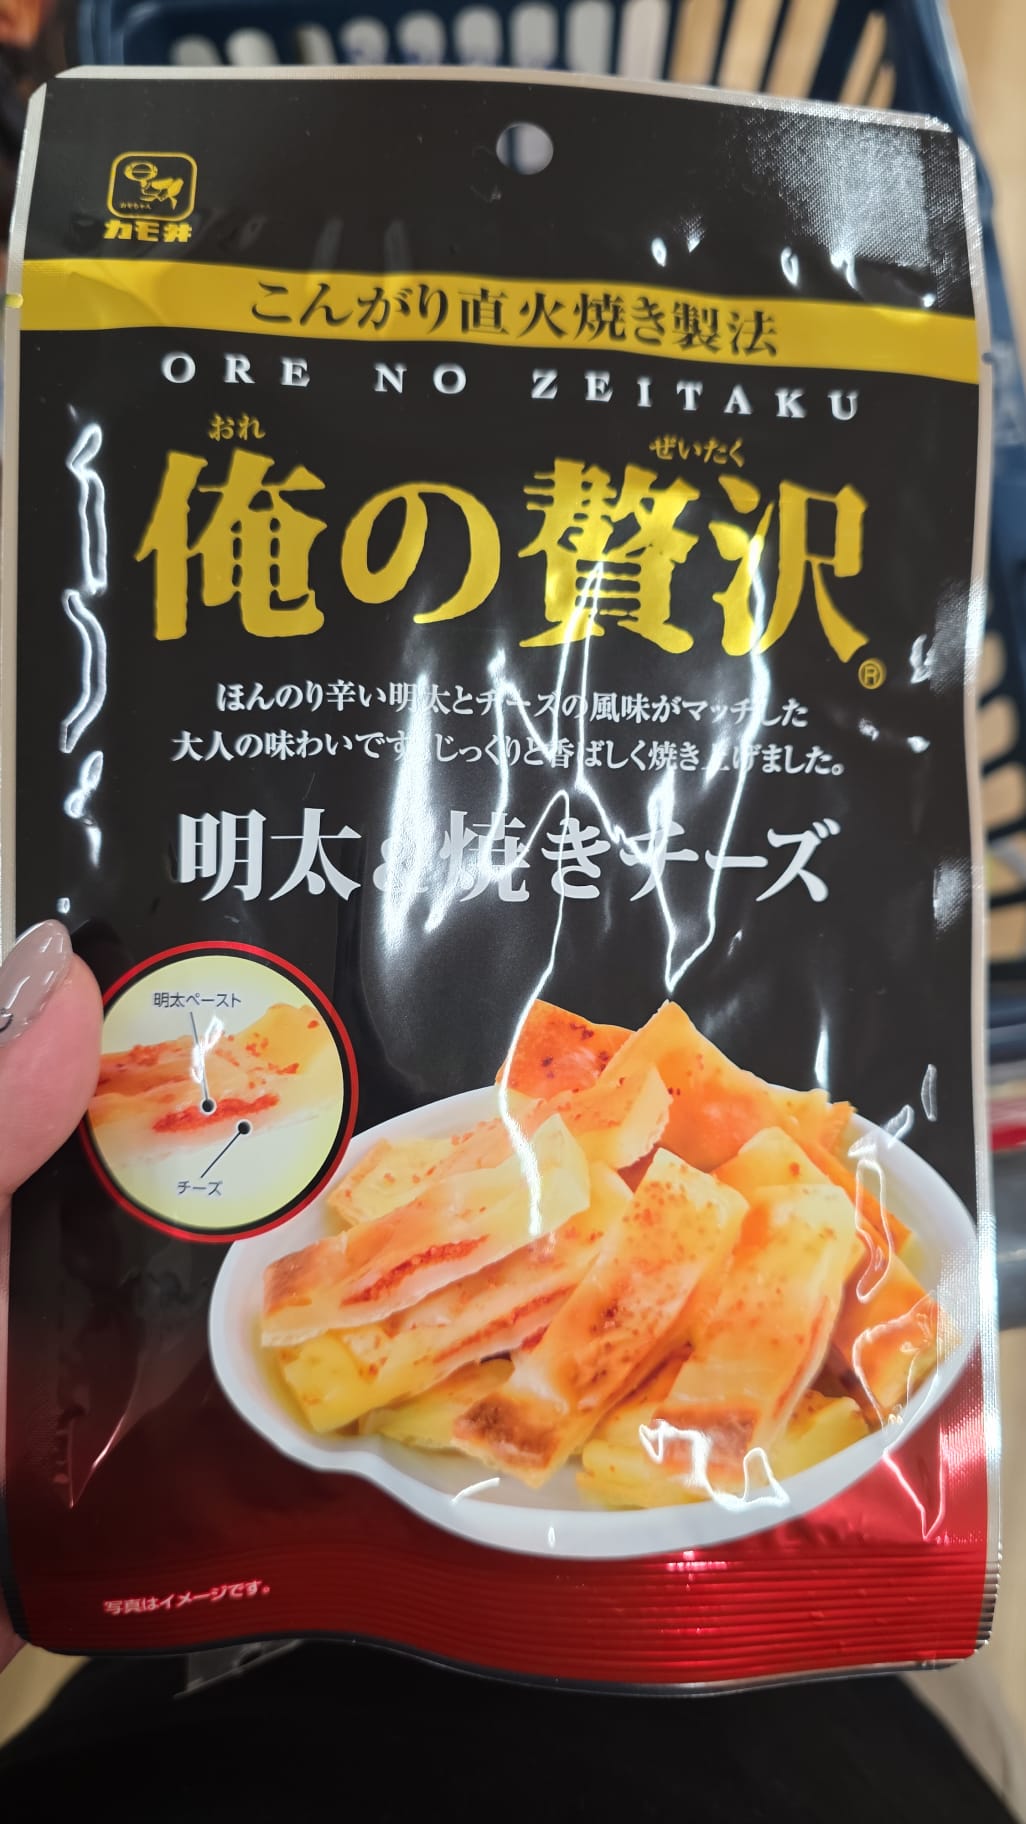 カモ井
こんがり直火焼き製法
ORE NO ZEITAKU
おれ ぜいたく
俺の贅沢®
ほんのり辛い明太とチーズの風味がマッチした
大人の味わいです。じっくりと香ばしく焼き上げました。
明太&焼きチーズ
明太ペースト
チーズ
写真はイメージです。